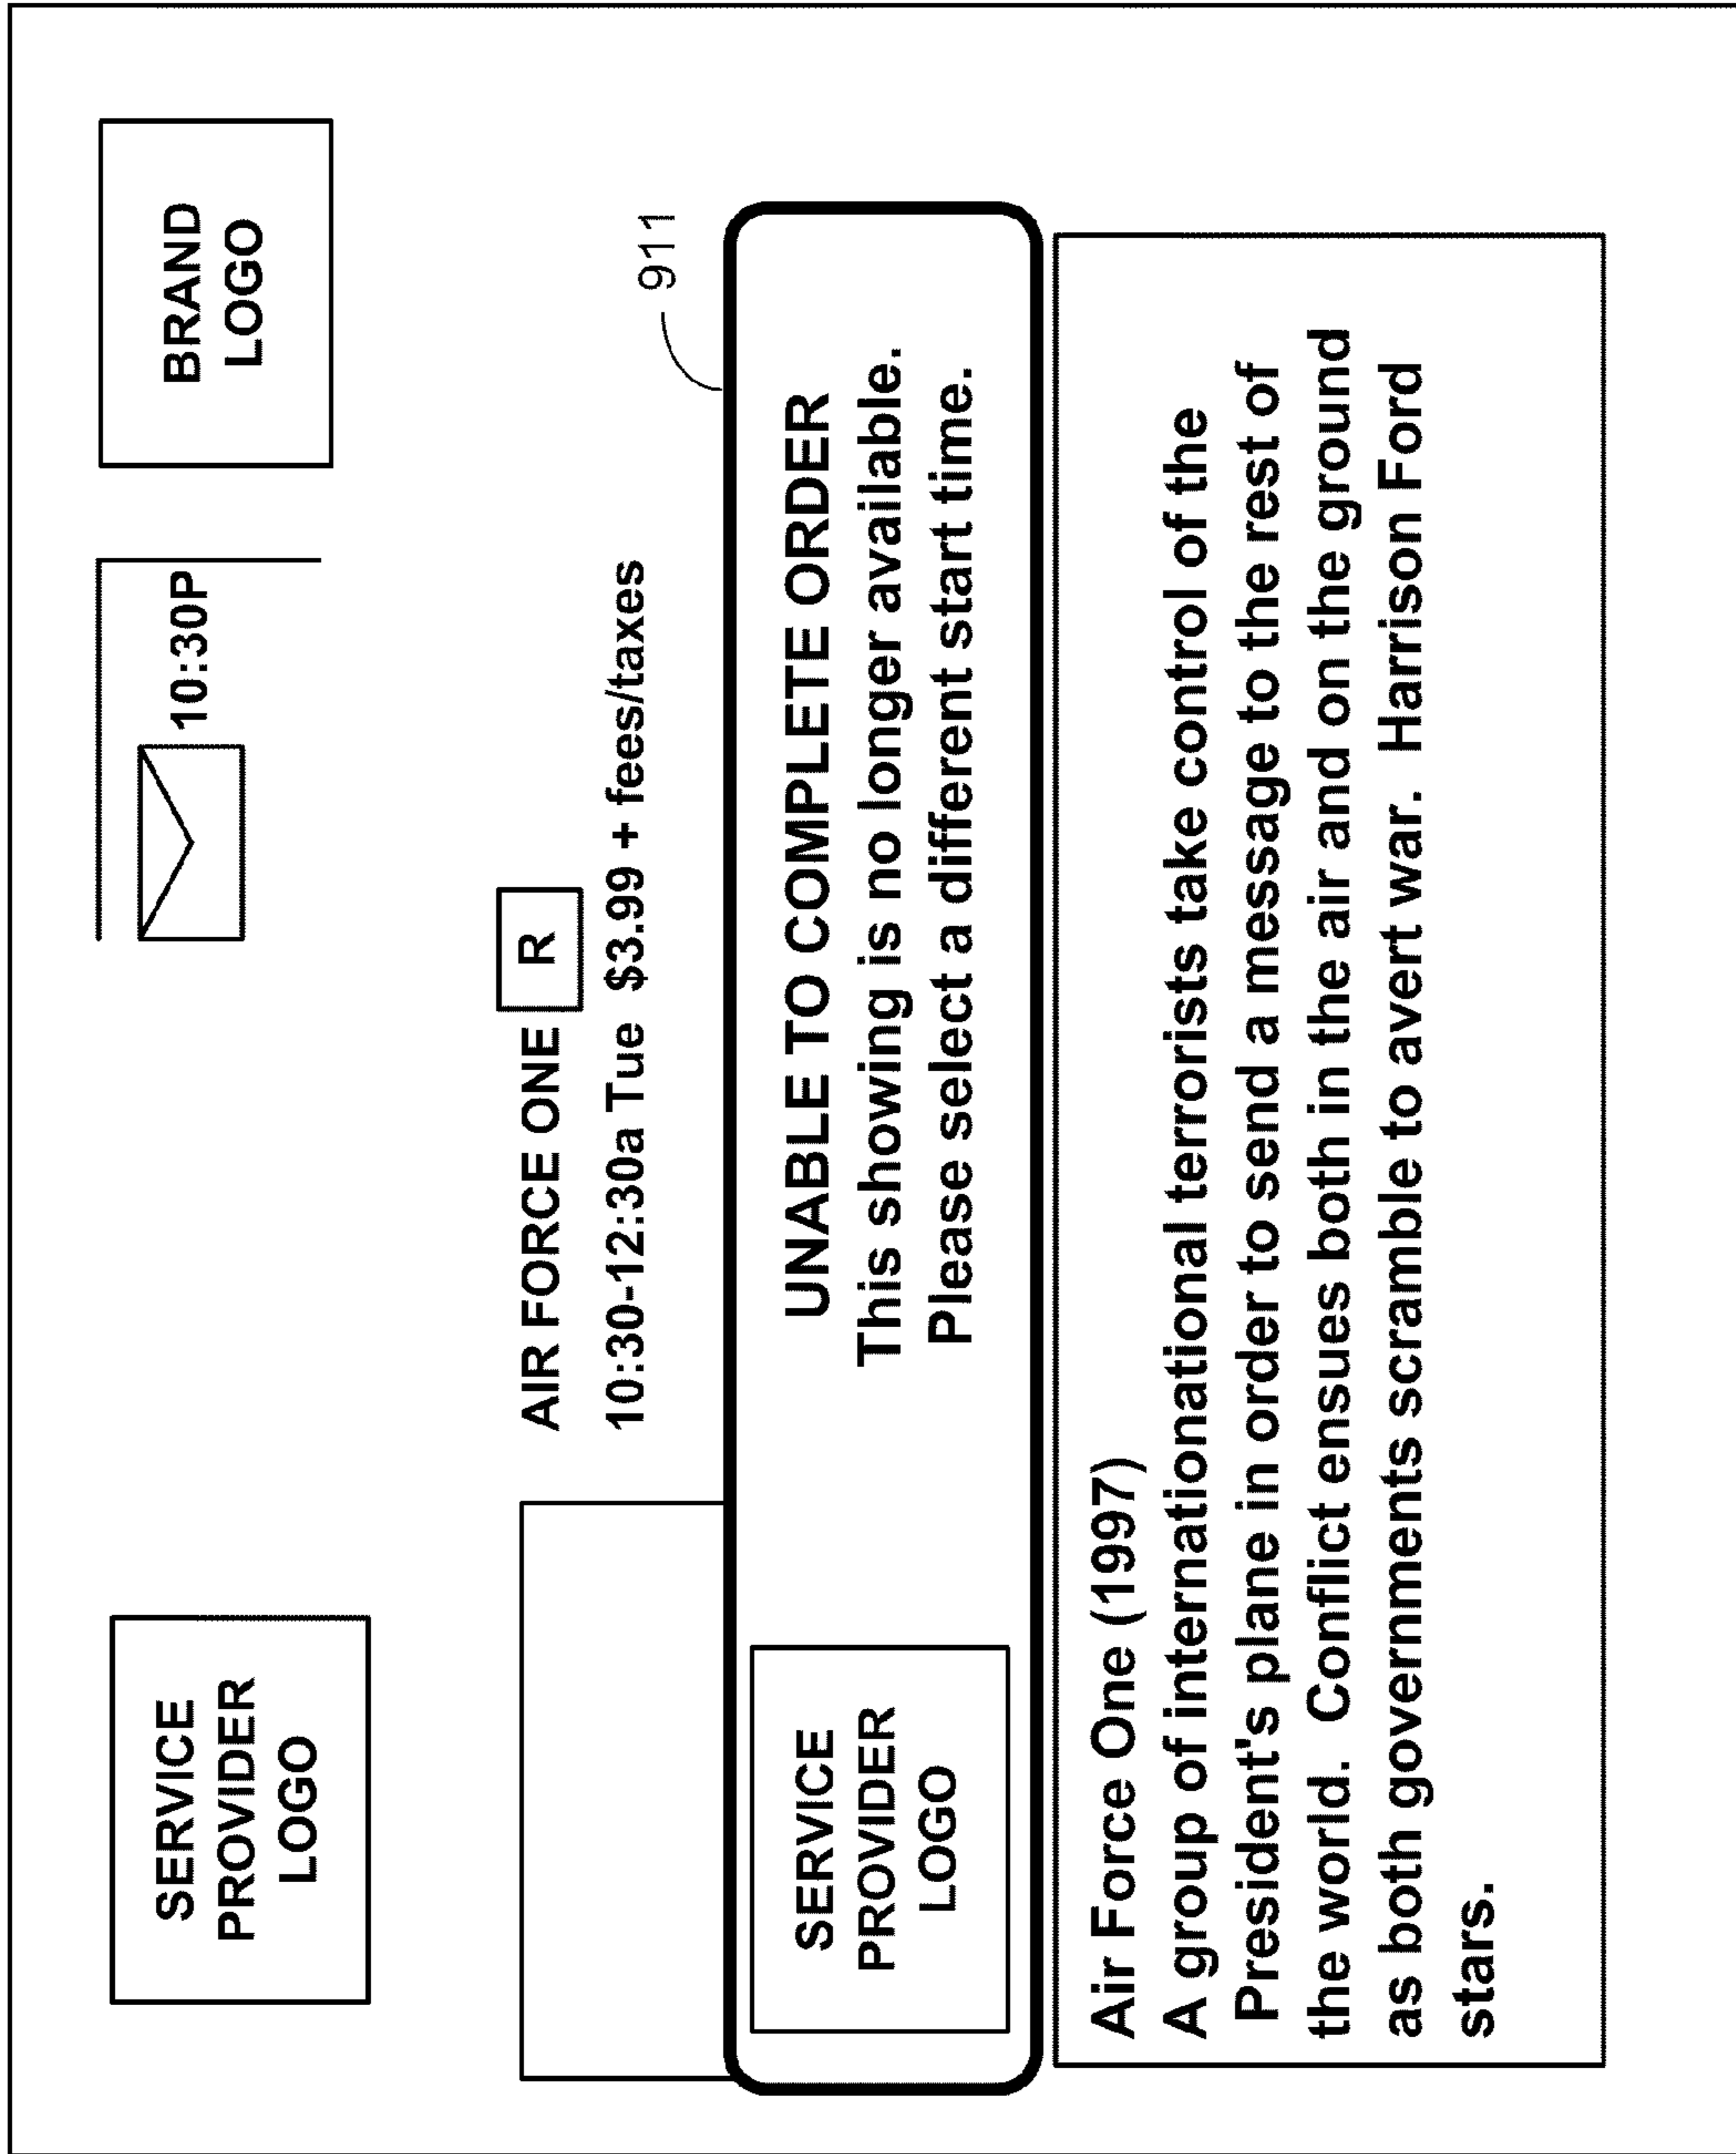 SERVICE
PROVIDER
LOGO
10:30P
BRAND
LOGO
AIR FORCE ONE R
10:30-12:30a Tue $3.99 + fees/taxes
911
SERVICE
PROVIDER
LOGO
UNABLE TO COMPLETE ORDER
This showing is no longer available.
Please select a different start time.
Air Force One (1997)
A group of internationational terrorists take control of the
President's plane in order to send a message to the rest of
the world. Conflict ensues both in the air and on the ground
as both governments scramble to avert war. Harrison Ford
stars.